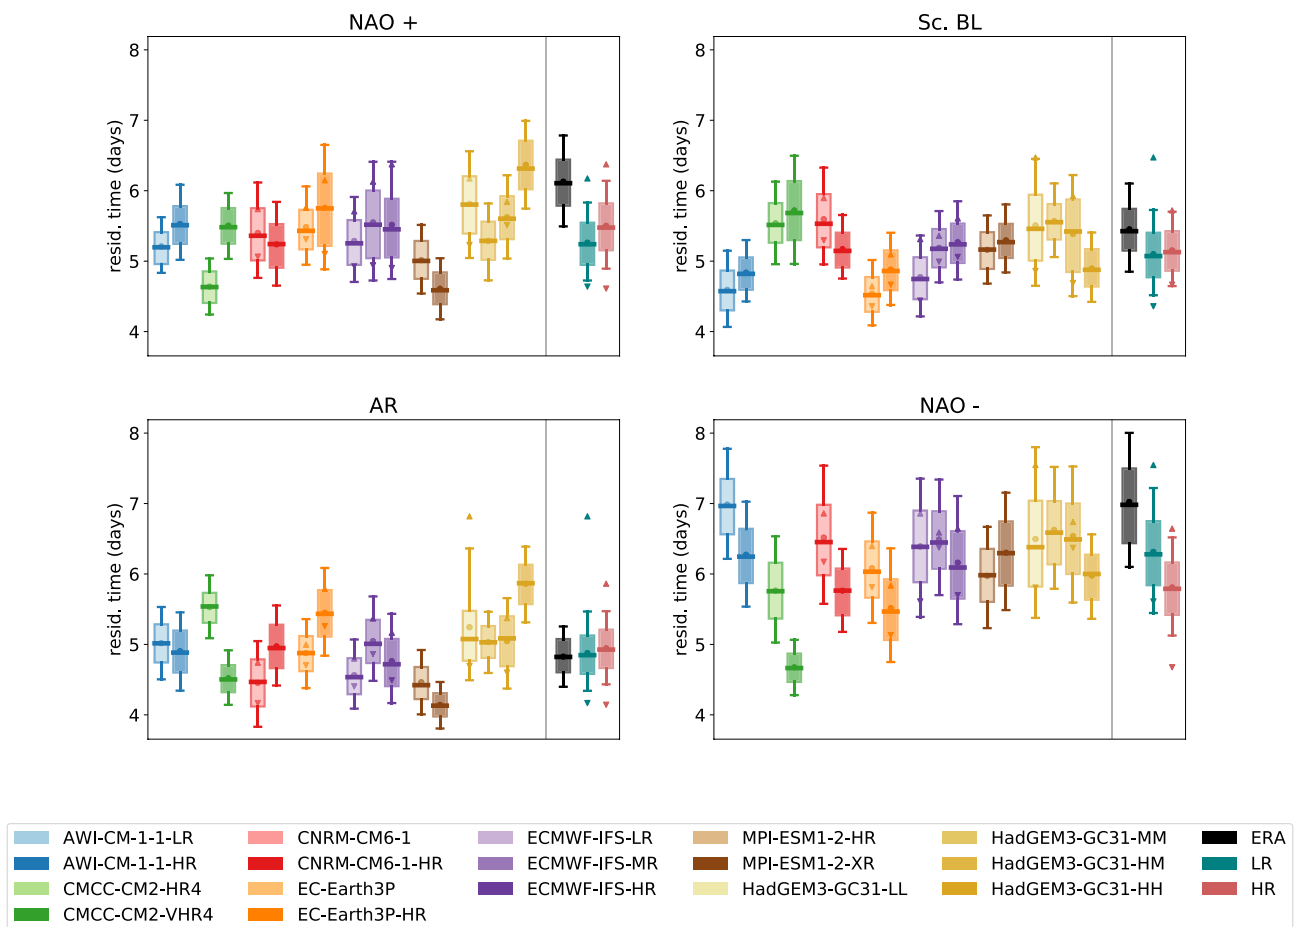 NAO + Sc. BL
8 8
7 7
6 6
5 5
4 4
resid. time (days) resid. time (days)
AR NAO -
8 8
7 7
6 6
5 5
4 4
resid. time (days) resid. time (days)
AWI-CM-1-1-LR CNRM-CM6-1 ECMWF-IFS-LR MPI-ESM1-2-HR HadGEM3-GC31-MM ERA
AWI-CM-1-1-HR CNRM-CM6-1-HR ECMWF-IFS-MR MPI-ESM1-2-XR HadGEM3-GC31-HM LR
CMCC-CM2-HR4 EC-Earth3P ECMWF-IFS-HR HadGEM3-GC31-LL HadGEM3-GC31-HH HR
CMCC-CM2-VHR4 EC-Earth3P-HR